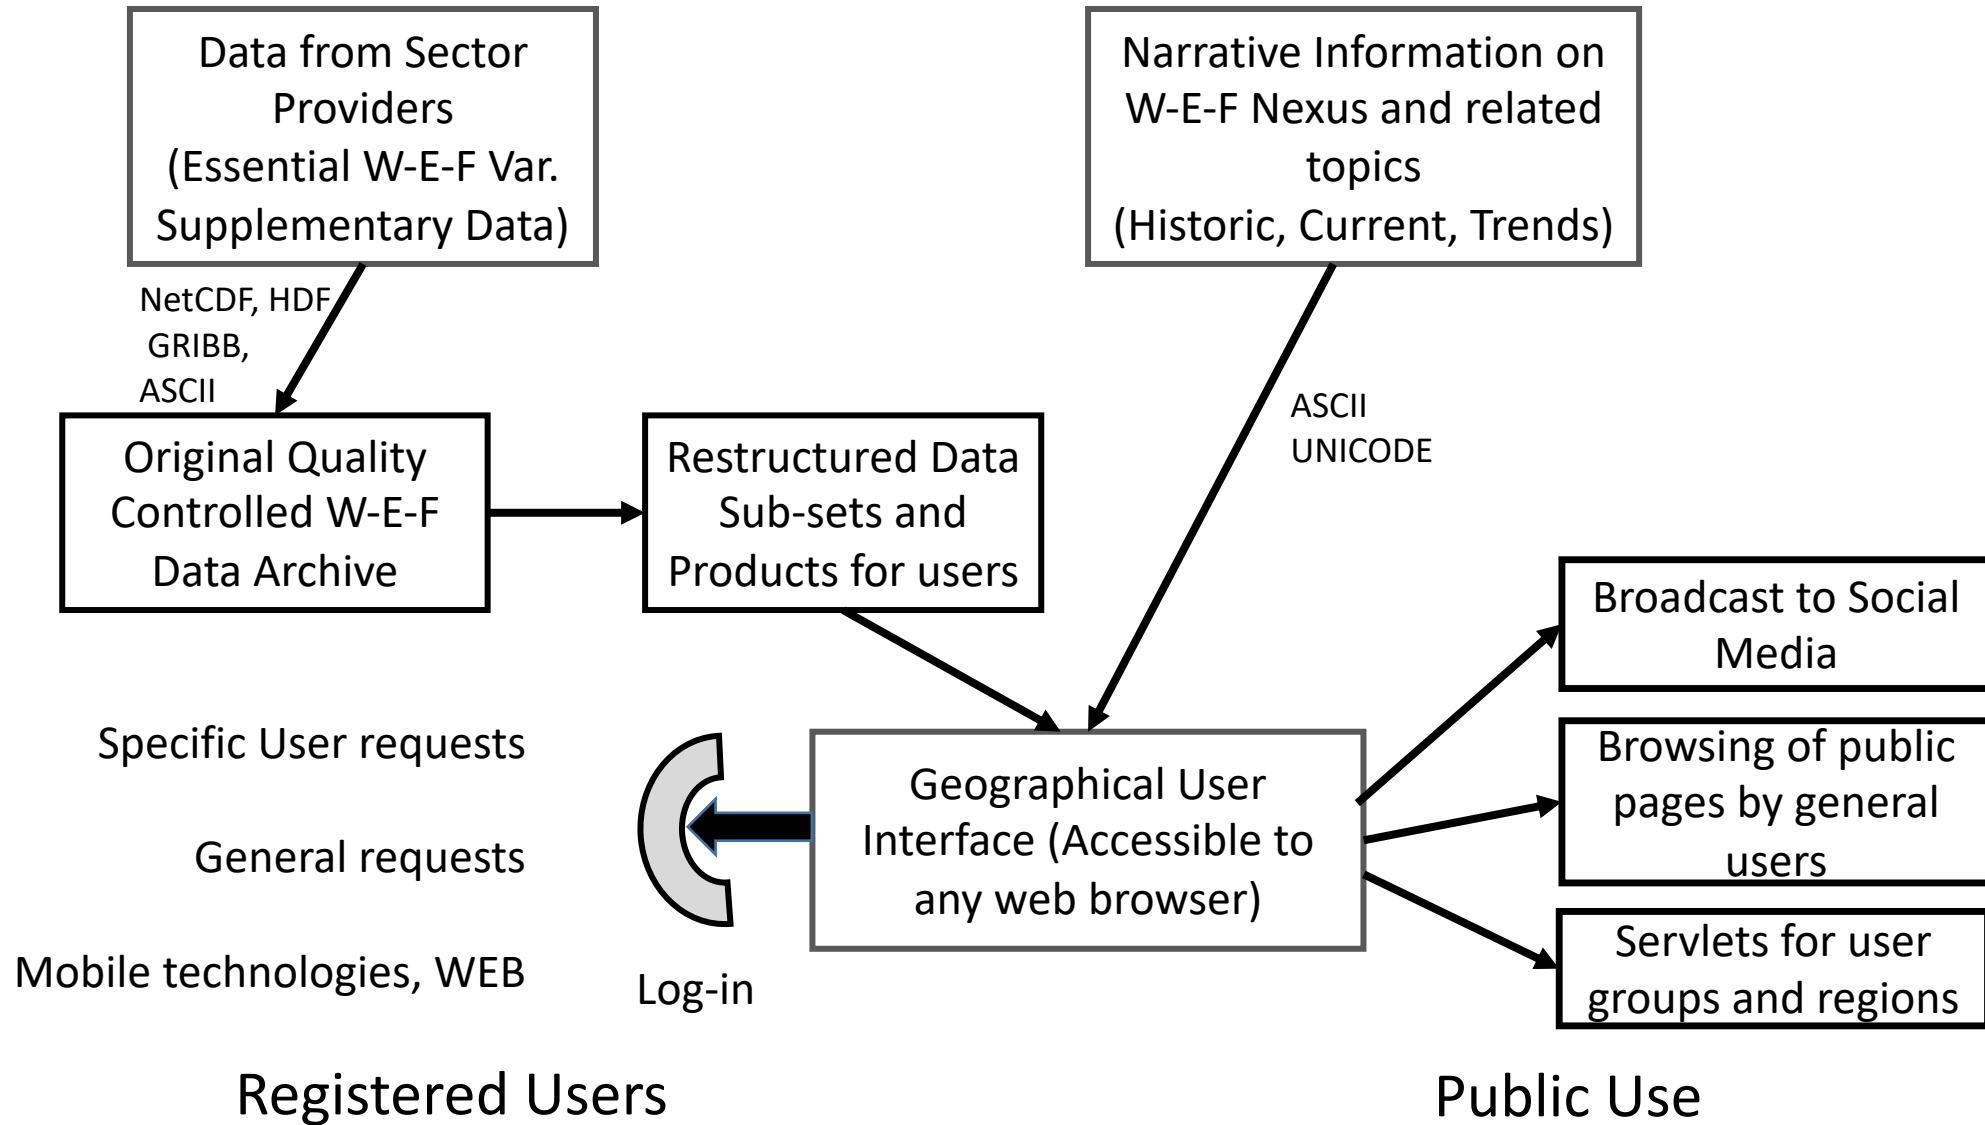 Data from Sector
Providers
(Essential W-E-F Var.
Supplementary Data)
Narrative Information on
W-E-F Nexus and related
topics
(Historic, Current, Trends)
NetCDF, HDF
GRIBB,
ASCII
ASCII
UNICODE
Original Quality
Controlled W-E-F
Data Archive
Restructured Data
Sub-sets and
Products for users
Broadcast to Social
Media
Specific User requests
General requests
Mobile technologies, WEB
Log-in
Geographical User
Interface (Accessible to
any web browser)
Browsing of public
pages by general
users
Servlets for user
groups and regions
Registered Users
Public Use